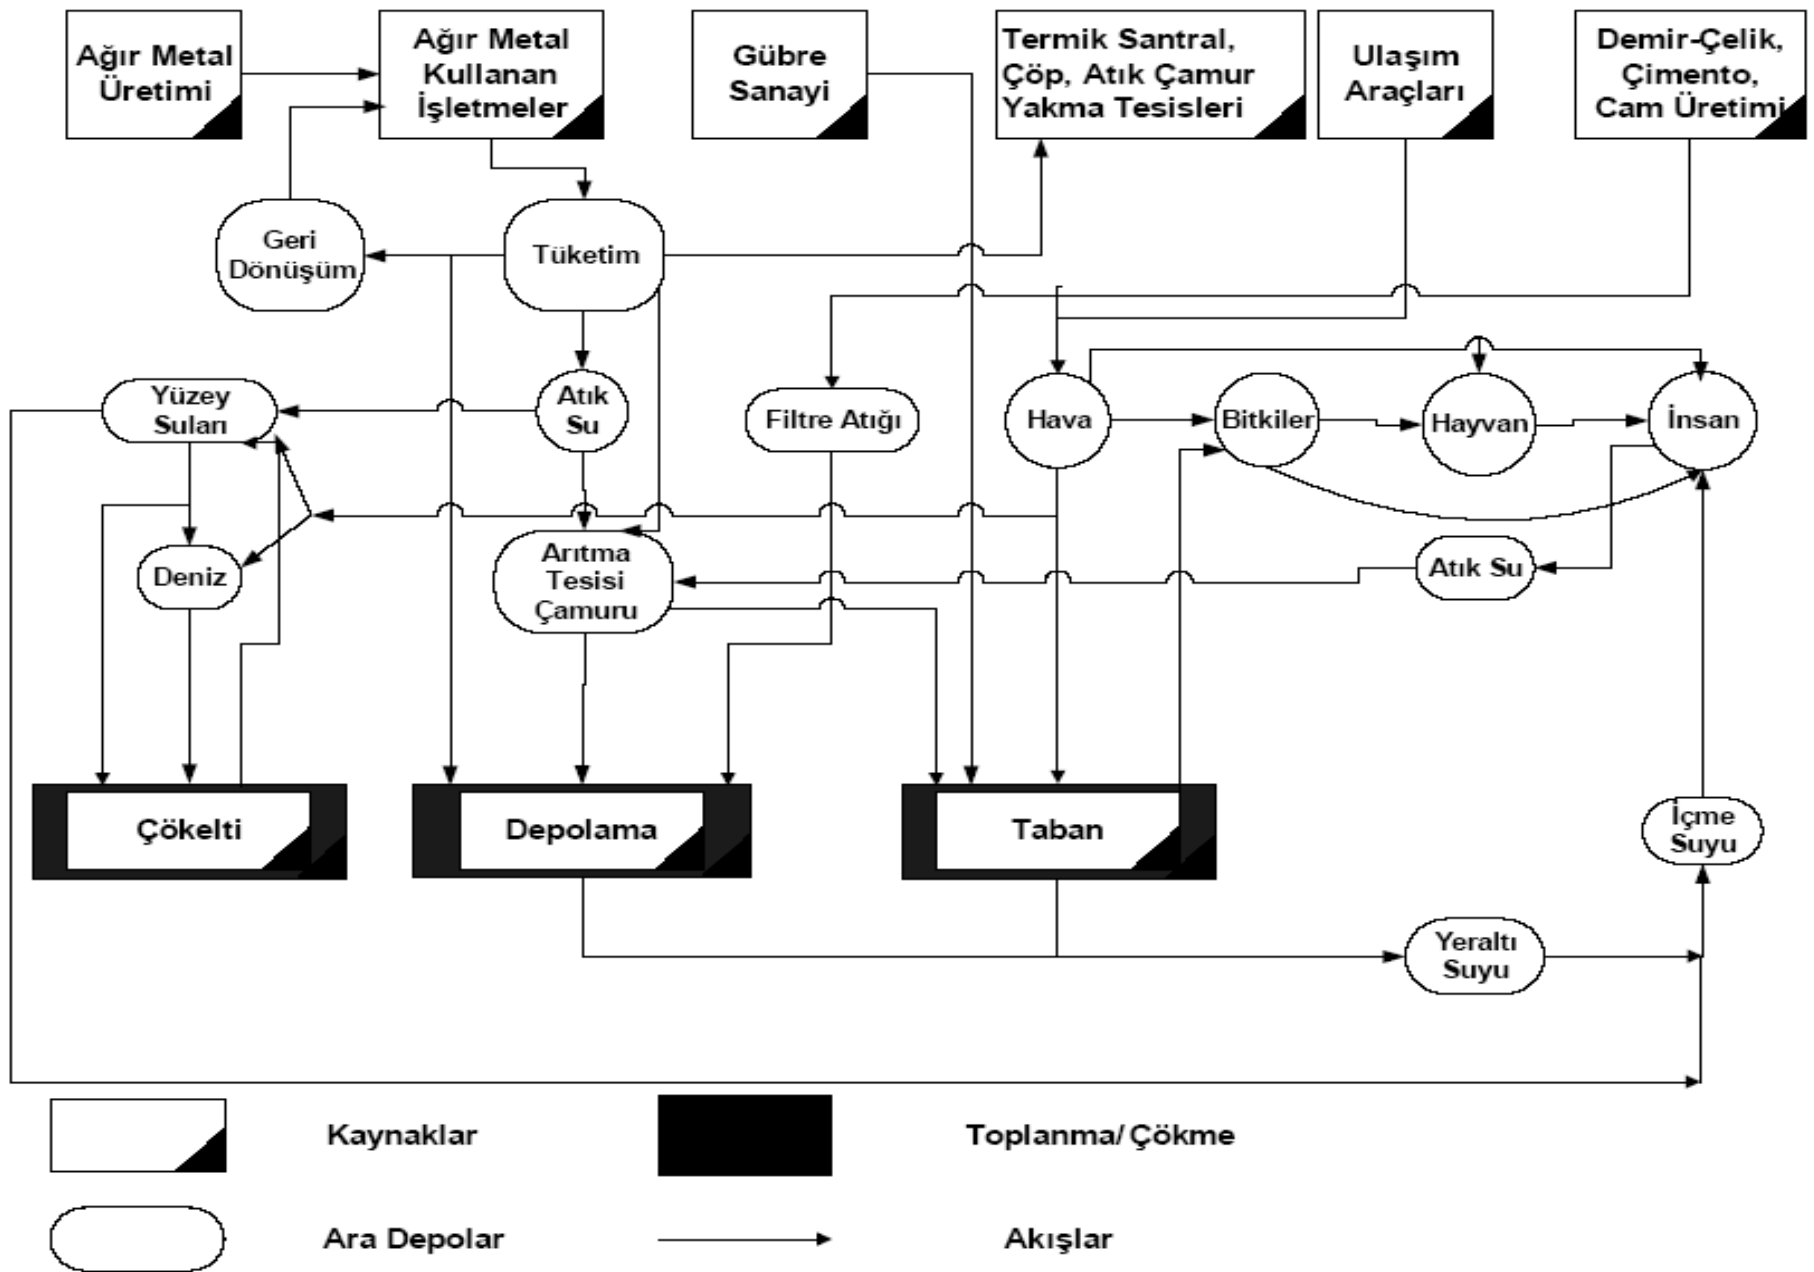 Ağır Metal
Üretimi
Ağır Metal
Kullanan
İşletmeler
Gübre
Sanayi
Termik Santral,
Çöp, Atık Çamur
Yakma Tesisleri
Ulaşım
Araçları
Demir-Çelik,
Çimento,
Cam Üretimi
Geri
Dönüşüm
Tüketim
Yüzey
Suları
Atık
Su
Filtre Atığı
Hava
Bitkiler
Hayvan
İnsan
Deniz
Arıtma
Tesisi
Çamuru
Atık Su
Çökelti
Depolama
Taban
İçme
Suyu
Yeraltı
Suyu
Kaynaklar
Toplanma/Çökme
Ara Depolar
Akışlar